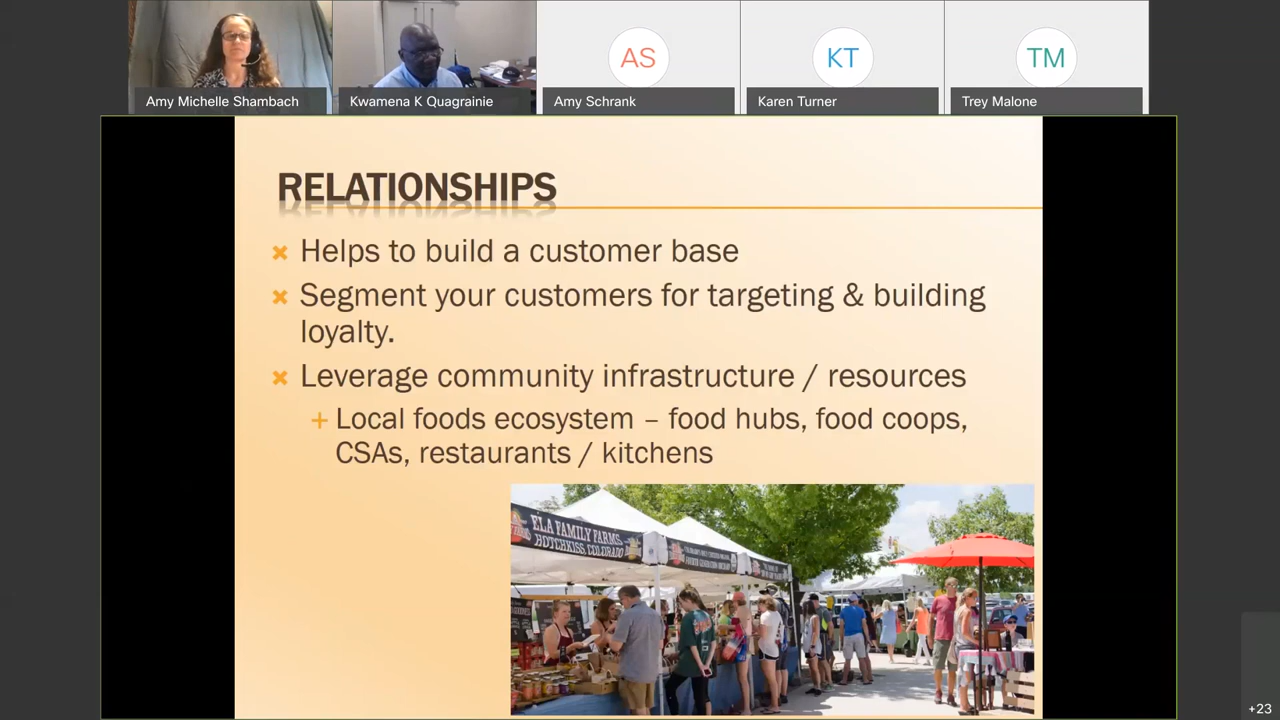 Amy Michelle Shambach
Kwamena K Quagrainie
AS
Amy Schrank
KT
Karen Turner
TM
Trey Malone
RELATIONSHIPS
Helps to build a customer base
Segment your customers for targeting & building
loyalty.
Leverage community infrastructure / resources
Local foods ecosystem – food hubs, food coops,
CSAs, restaurants / kitchens
ELA FAMILY FARMS
HOTCHKISS, COLORADO
+23